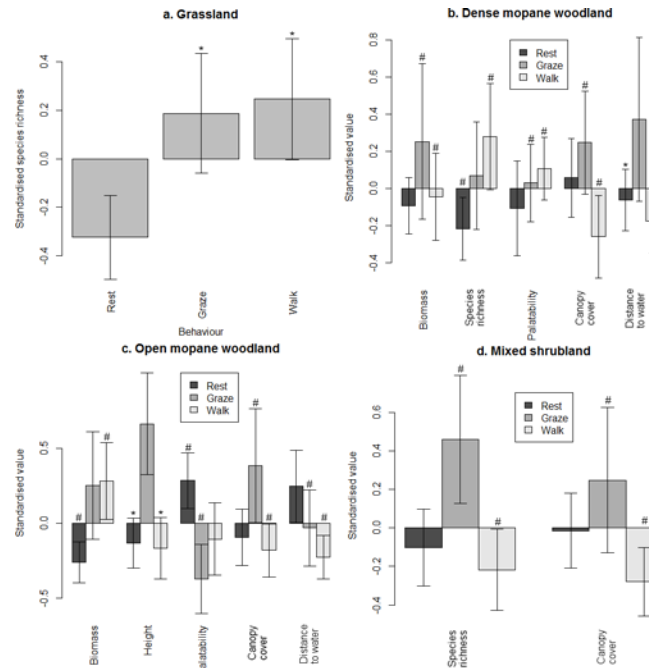 a. Grassland
Standardised species richness
0.4
0.2
0.0
-0.2
-0.4
*
*
Rest
Graze
Walk
Behaviour
b. Dense mopane woodland
Standardised value
0.8
0.6
0.4
0.2
0.0
-0.2
-0.4
Rest
Graze
Walk
#
#
#
#
#
#
#
#
*
Biomass
Species
richness
Palatability
Canopy
cover
Distance
to water
c. Open mopane woodland
Standardised value
0.5
0.0
-0.5
Rest
Graze
Walk
#
#
*
*
#
#
#
#
#
#
Biomass
Height
alatability
Canopy
cover
Distance
to water
d. Mixed shrubland
Standardised value
0.6
0.4
0.2
0.0
-0.2
-0.4
Rest
Graze
Walk
#
#
#
#
Species
richness
Canopy
cover